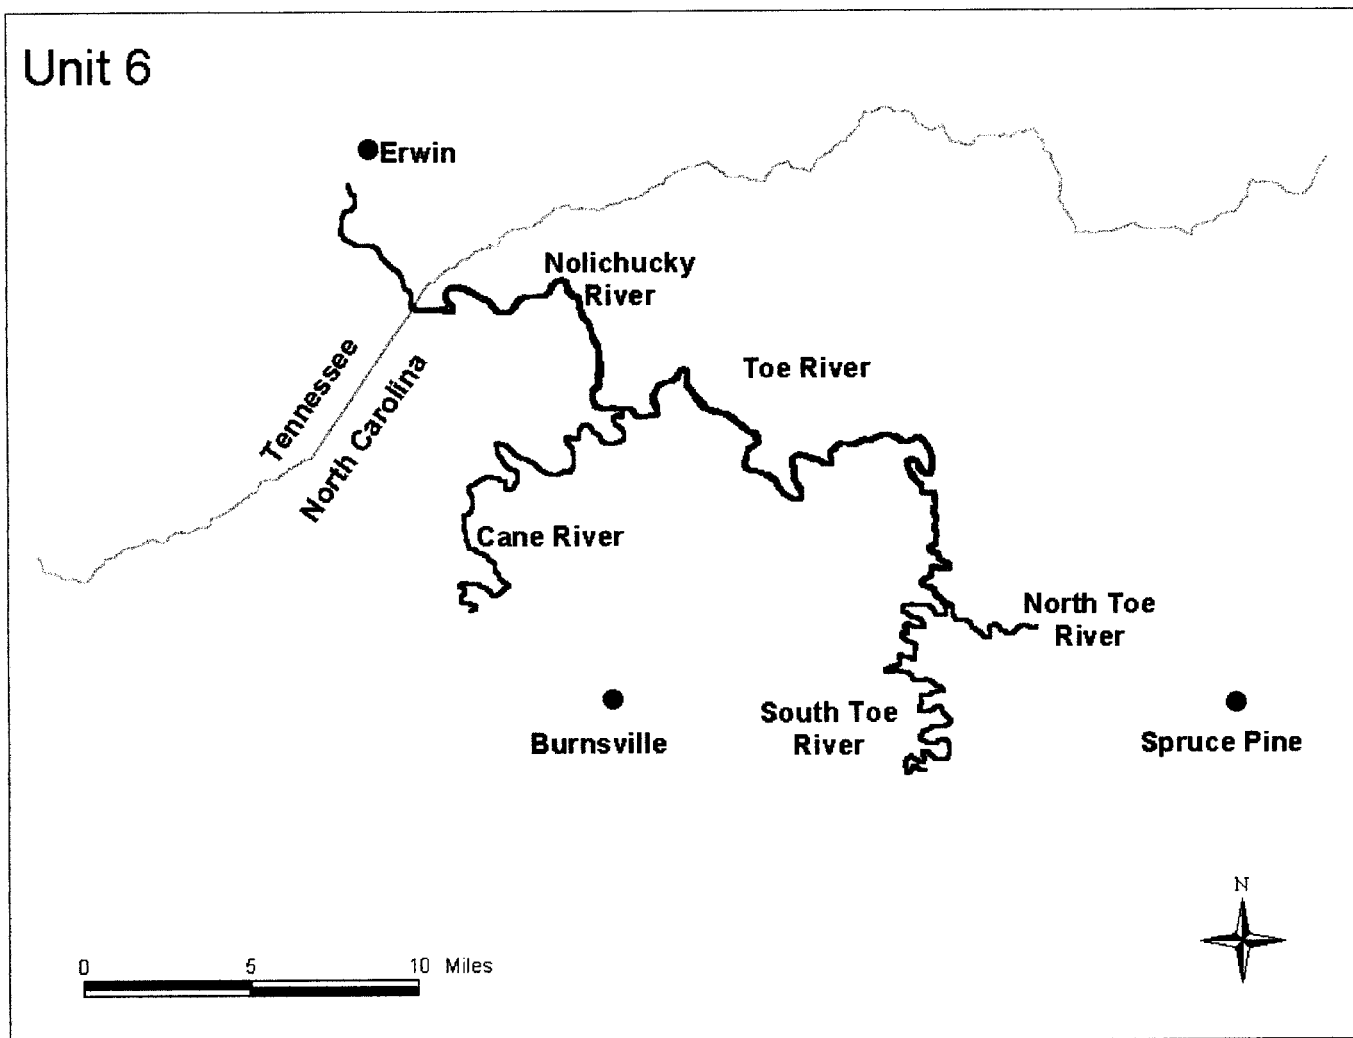 Unit 6
Erwin
Nolichucky
River
Toe River
Tennessee
North Carolina
Cane River
North Toe
River
South Toe
River
Burnsville
Spruce Pine
N
0 5 10 Miles